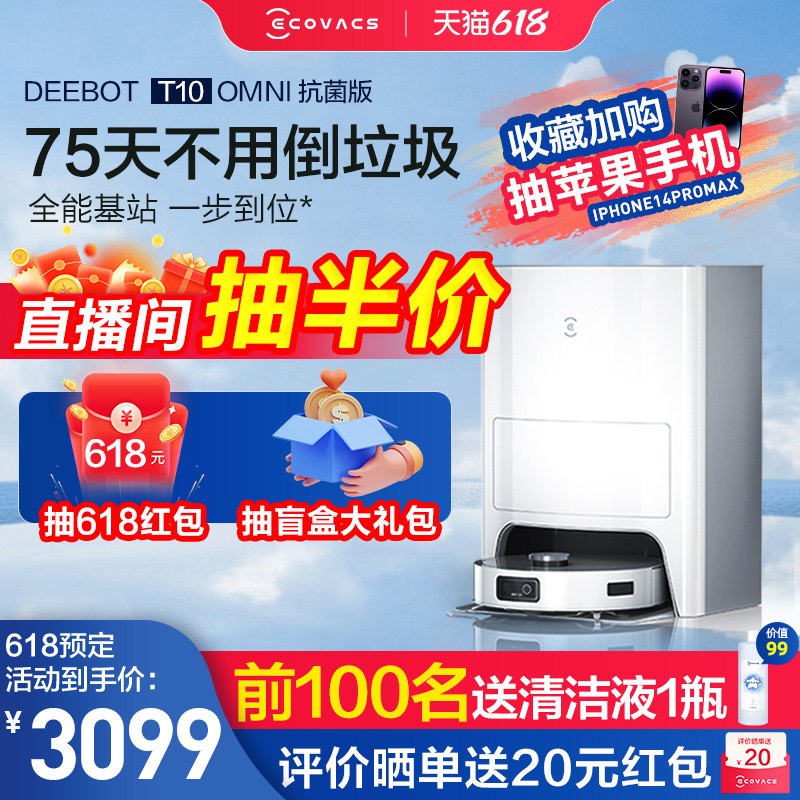 ECOVACS 天猫618
DEEBOT T10 OMNI 抗菌版
75天不用倒垃圾
全能基站 一步到位*
收藏加购
抽苹果手机
IPHONE14PROMAX
直播间抽半价
618元
抽618红包
抽盲盒大礼包
618预定
活动到手价:
¥3099
前100名送清洁液1瓶
价值
99
评价晒单送20元红包
评价晒单送
¥20
ECOVACS